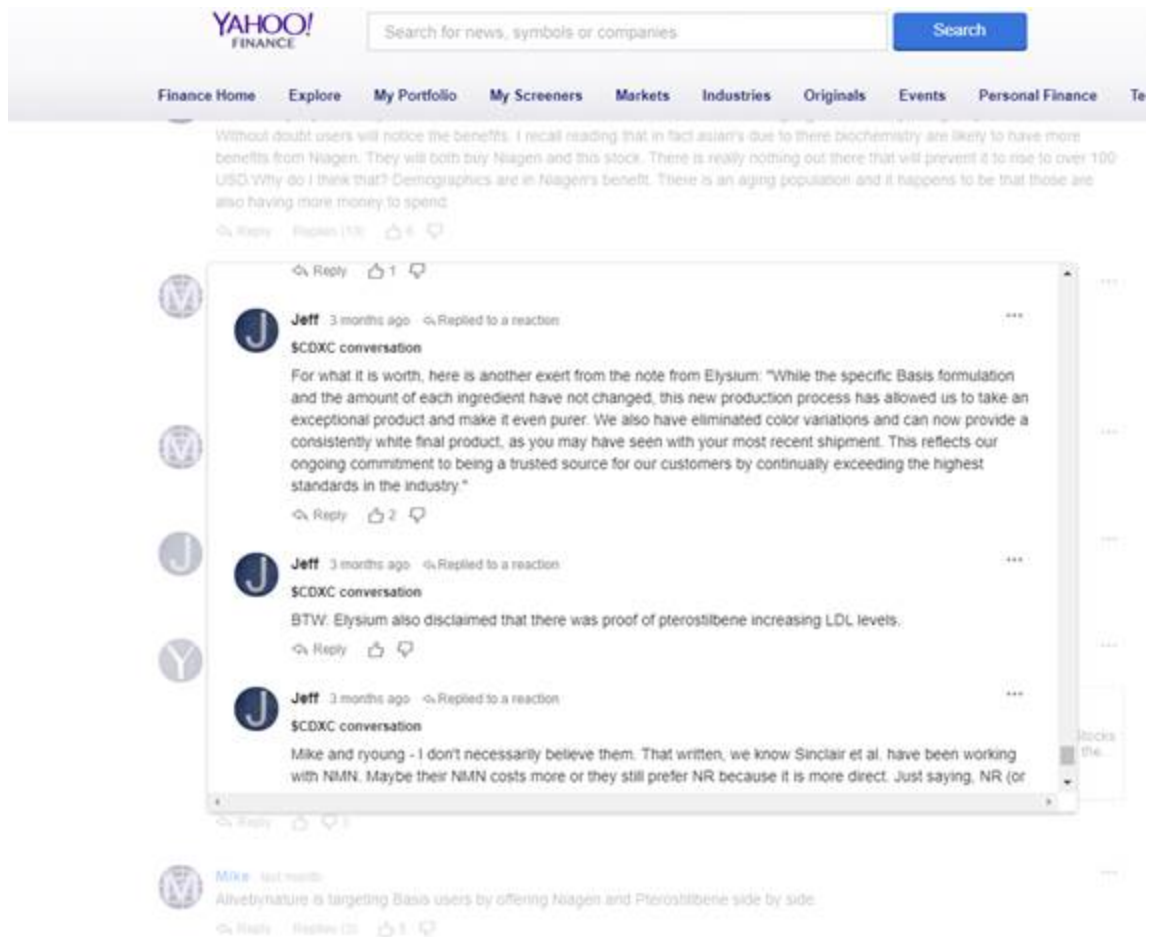 YAHOO!
FINANCE
Search for news, symbols or companies
Search
Finance Home Explore My Portfolio My Screeners Markets Industries Originals Events Personal Finance Te
Without doubt users will notice the benefits. I recall reading that in fact asian's due to there biochemistry are likely to have more
benefits from Niagen. They will both buy Niagen and this stock. There is really nothing out there that will prevent it to rise to over 100
USD.Why do I think that? Demographics are in Niagen's benefit. There is an aging population and it happens to be that those are
also having more money to spend.
Reply Replies (13) 6
Reply 1
M
J Jeff 3 months ago Replied to a reaction ...
$CDXC conversation
For what it is worth, here is another exert from the note from Elysium: "While the specific Basis formulation
and the amount of each ingredient have not changed, this new production process has allowed us to take an
exceptional product and make it even purer. We also have eliminated color variations and can now provide a
consistently white final product, as you may have seen with your most recent shipment. This reflects our
ongoing commitment to being a trusted source for our customers by continually exceeding the highest
standards in the industry."
M
Reply 2
J
J Jeff 3 months ago Replied to a reaction ...
$CDXC conversation
BTW: Elysium also disclaimed that there was proof of pterostilbene increasing LDL levels.
Reply
Y
J Jeff 3 months ago Replied to a reaction ...
$CDXC conversation
Mike and ryoung - I don't necessarily believe them. That written, we know Sinclair et al. have been working
with NMN. Maybe their NMN costs more or they still prefer NR because it is more direct. Just saying, NR (or
Stocks
the...
Reply
M Mike last month
Alivebynature is targeting Basis users by offering Niagen and Pterostilbene side by side.
Reply Replies